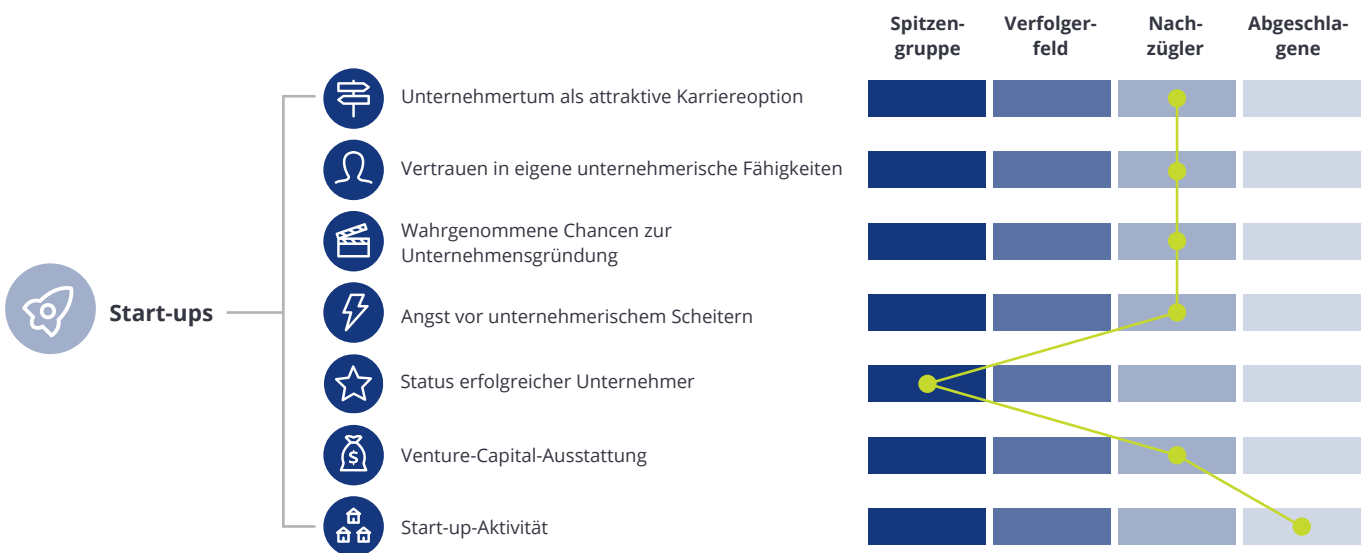 Spitzen-
gruppe
Verfolger-
feld
Nach-
zügler
Abgeschla-
gene
Unternehmertum als attraktive Karriereoption
Vertrauen in eigene unternehmerische Fähigkeiten
Wahrgenommene Chancen zur
Unternehmensgründung
Start-ups
Angst vor unternehmerischem Scheitern
Status erfolgreicher Unternehmer
$
Venture-Capital-Ausstattung
Start-up-Aktivität